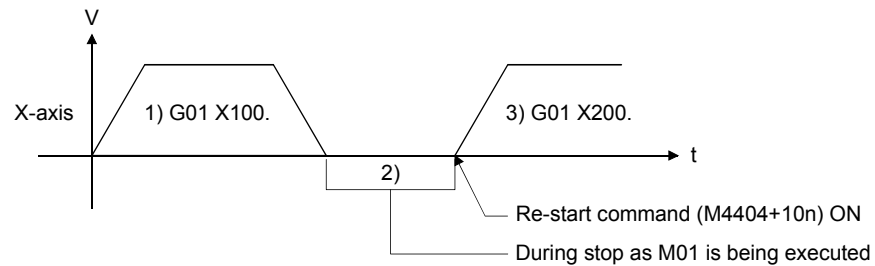 V
X-axis
1) G01 X100.
3) G01 X200.
t
2)
Re-start command (M4404+10n) ON
During stop as M01 is being executed